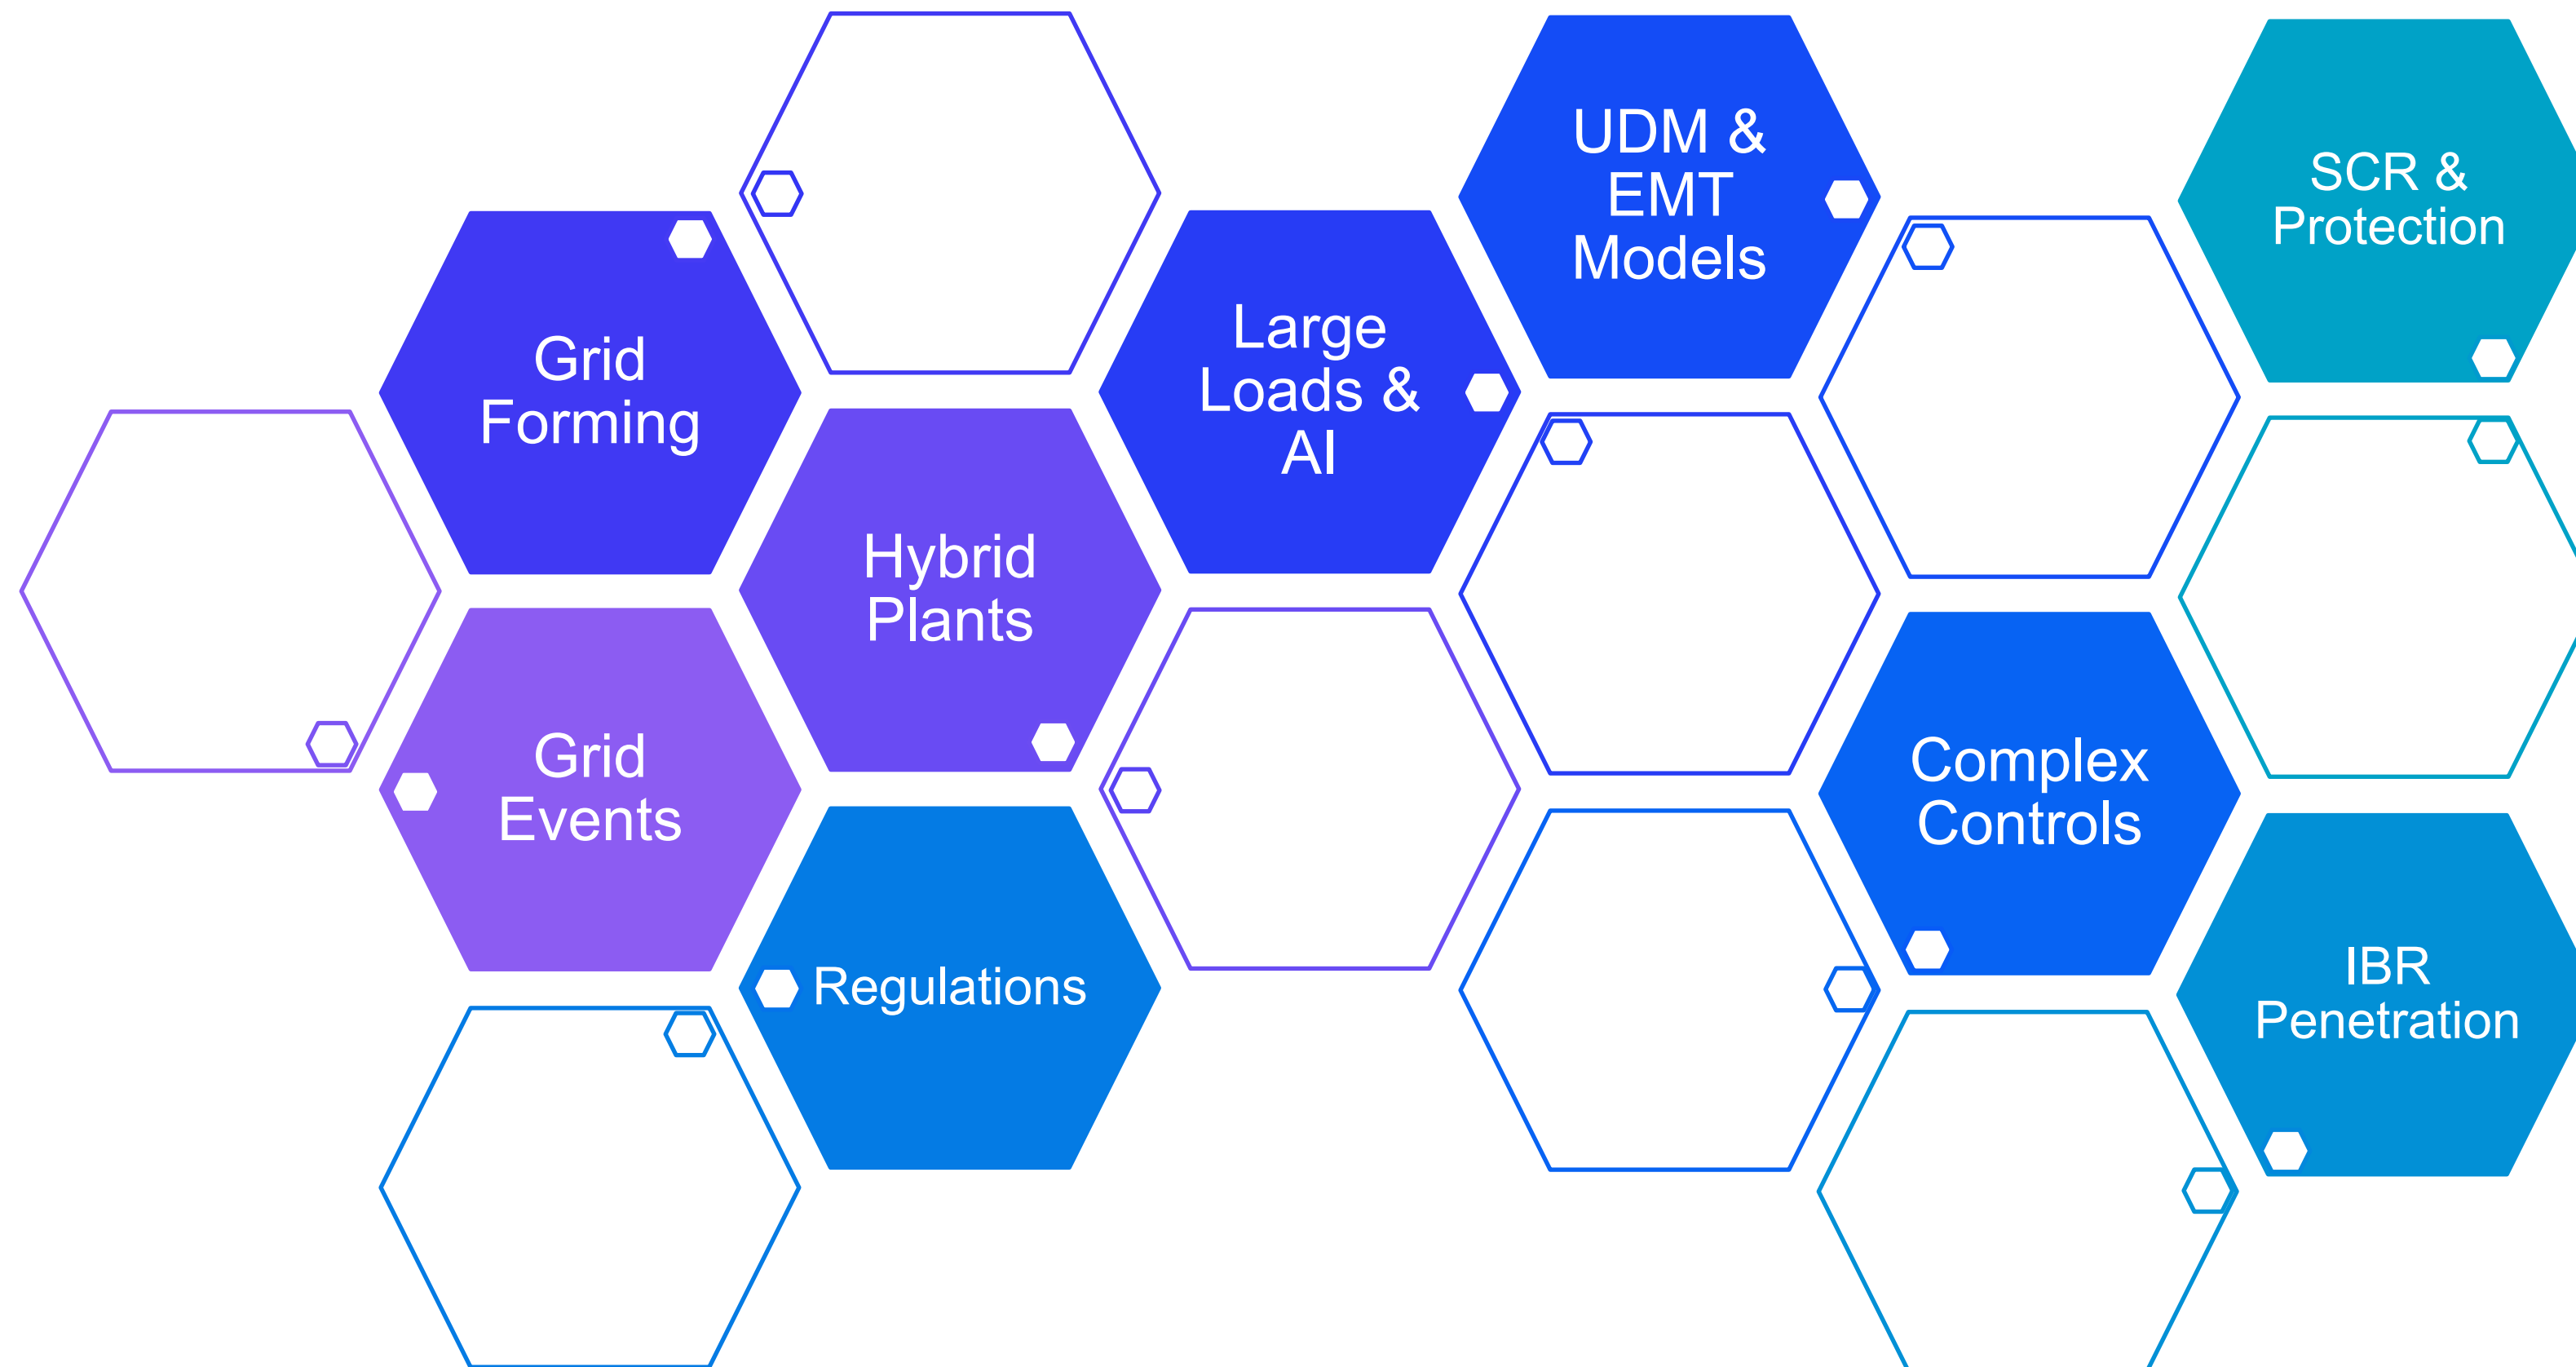 Grid
Forming
Grid
Events
Hybrid
Plants
Regulations
Large
Loads &
AI
UDM &
EMT
Models
Complex
Controls
SCR &
Protection
IBR
Penetration